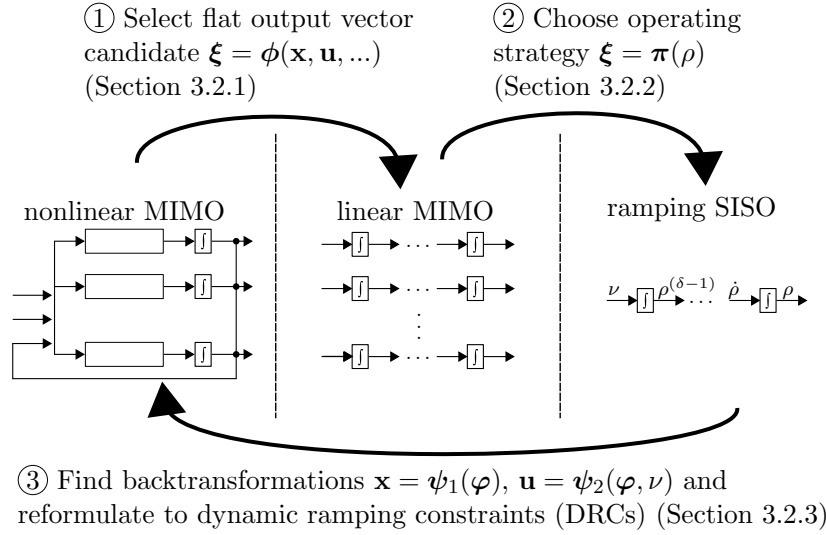 ① Select flat output vector
candidate ξ = ϕ(x, u, ...)
(Section 3.2.1)
② Choose operating
strategy ξ = π(ρ)
(Section 3.2.2)
nonlinear MIMO
linear MIMO
ramping SISO
∫ ∫ ··· ∫
∫ ∫ ··· ∫
ν ∫ ρ^(δ−1) ··· ρ̇ ∫ ρ
⋮
∫ ∫ ··· ∫
③ Find backtransformations x = ψ₁(φ), u = ψ₂(φ, ν) and
reformulate to dynamic ramping constraints (DRCs) (Section 3.2.3)